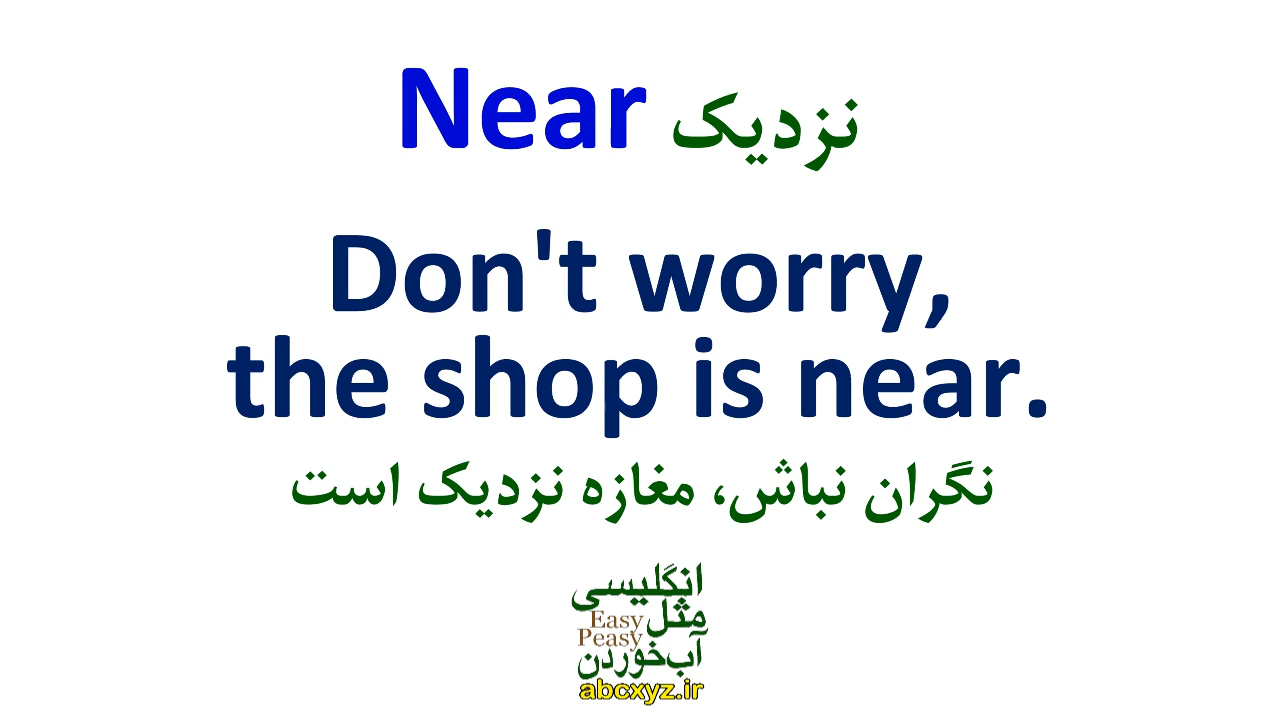 Near نزدیک
Don't worry,
the shop is near.
نگران نباش، مغازه نزدیک است
انگلیسی
مثل Easy
Peasy
آب‌خوردن
abcxyz.ir